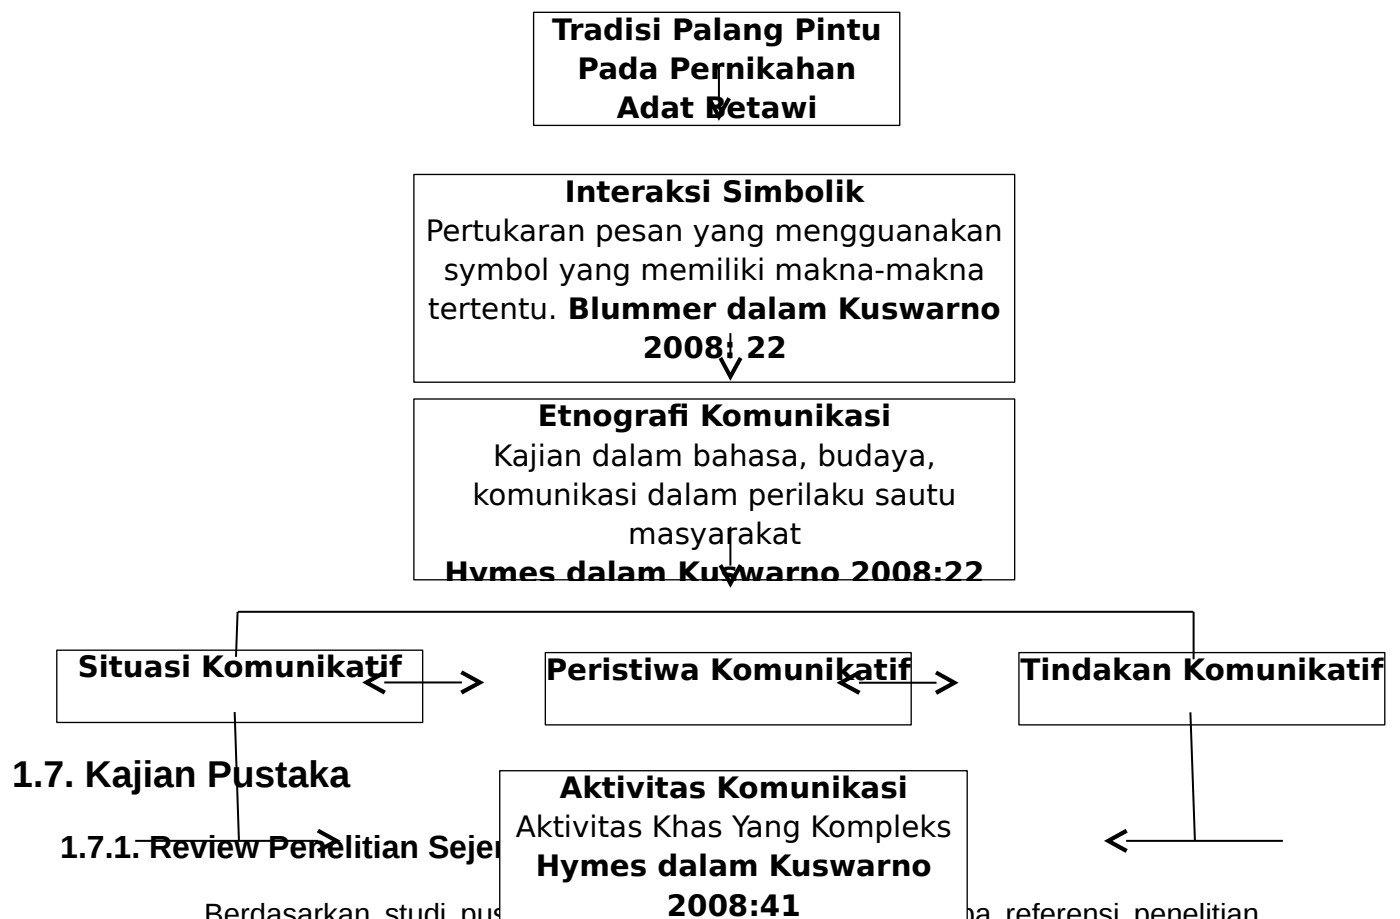 Tradisi Palang Pintu
Pada Pernikahan
Adat Betawi
Interaksi Simbolik
Pertukaran pesan yang mengguanakan
symbol yang memiliki makna-makna
tertentu. Blummer dalam Kuswarno
2008: 22
Etnografi Komunikasi
Kajian dalam bahasa, budaya,
komunikasi dalam perilaku sautu
masyarakat
Hymes dalam Kuswarno 2008:22
Situasi Komunikatif
Peristiwa Komunikatif
Tindakan Komunikatif
1.7. Kajian Pustaka
Aktivitas Komunikasi
Aktivitas Khas Yang Kompleks
Hymes dalam Kuswarno
2008:41
1.7.1. Review Penelitian
Berdasarkan studi referensi penelitian